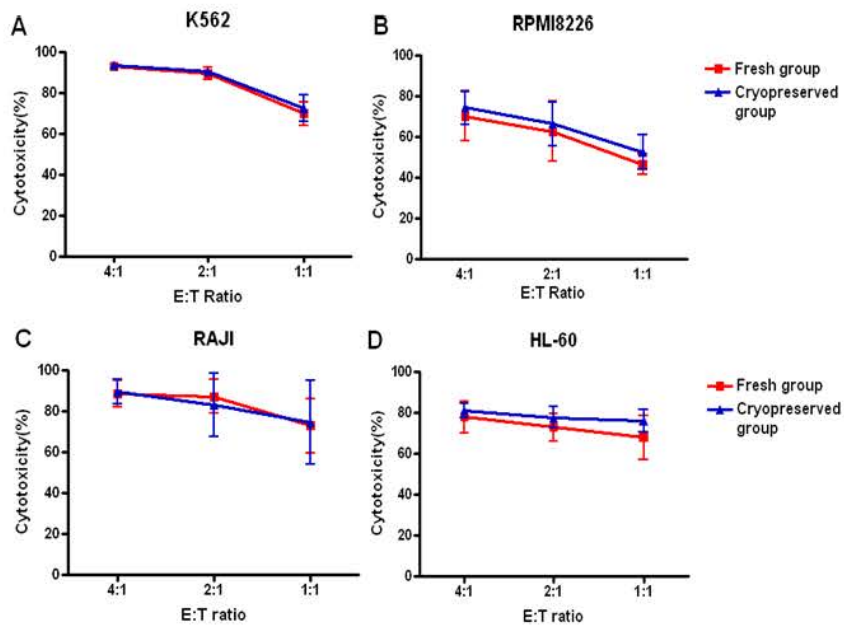 A
K562
Cytotoxicity(%)
100
80
60
40
20
0
4:1 2:1 1:1
E:T Ratio
B
RPMI8226
Cytotoxicity(%)
100
80
60
40
20
0
4:1 2:1 1:1
E:T Ratio
Fresh group
Cryopreserved
group
C
RAJI
Cytotoxicity(%)
100
80
60
40
20
0
4:1 2:1 1:1
E:T ratio
D
HL-60
Cytotoxicity(%)
100
80
60
40
20
0
4:1 2:1 1:1
E:T ratio
Fresh group
Cryopreserved
group